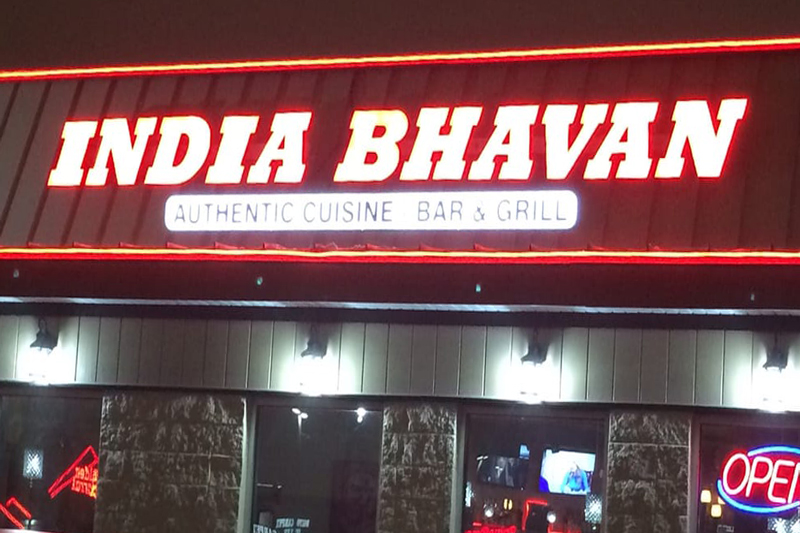 INDIA BHAVAN
AUTHENTIC CUISINE - BAR & GRILL
OPEN